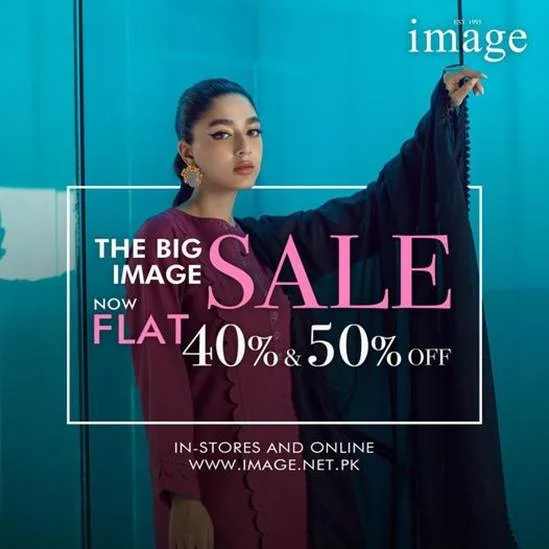 EST. 1993
image
THE BIG
IMAGE
SALE
NOW
FLAT
40% & 50% OFF
IN-STORES AND ONLINE
WWW.IMAGE.NET.PK